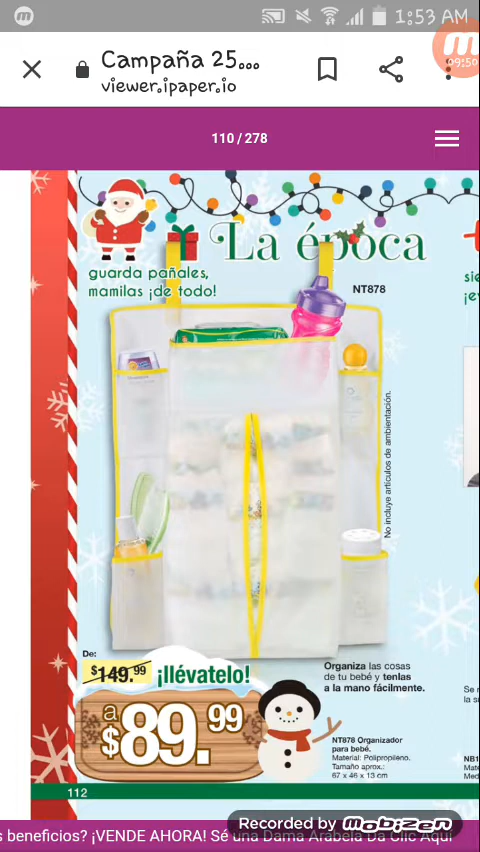 1:53 AM
Campaña 25...
viewer.ipaper.io
09:50
110 / 278
La época
guarda pañales,
mamilas ¡de todo!
NT878
No incluye artículos de ambientación.
De:
$149.99
¡llévatelo!
a
$89.99
Organiza las cosas
de tu bebé y tenlas
a la mano fácilmente.
NT878 Organizador
para bebé.
Material: Polipropileno.
Tamaño aprox.:
67 x 46 x 13 cm
112
Recorded by Mobizen
s beneficios? ¡VENDE AHORA! Sé una Dama Arabela Da Clic Aquí